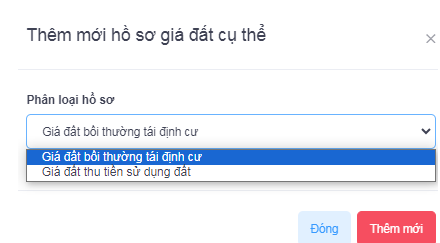 Thêm mới hồ sơ giá đất cụ thể
×
Phân loại hồ sơ
Giá đất bồi thường tái định cư
Giá đất bồi thường tái định cư
Giá đất thu tiền sử dụng đất
Đóng
Thêm mới